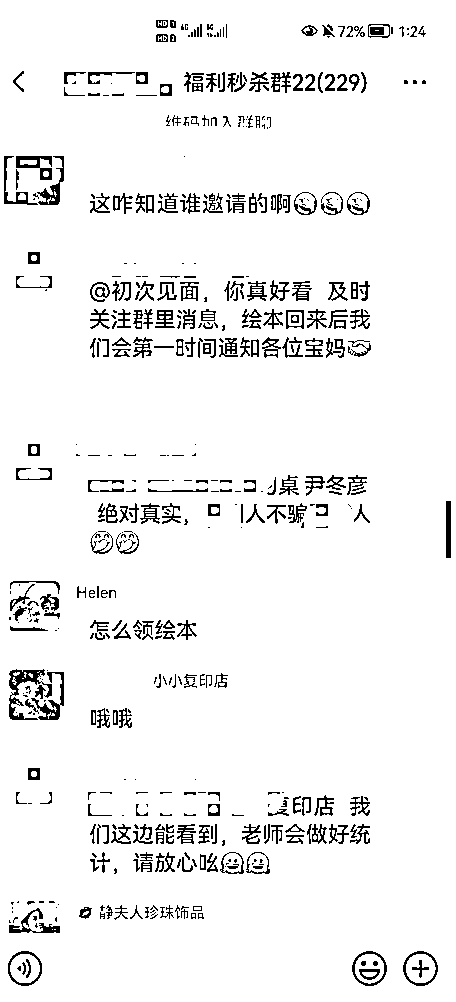 72% 1:24
福利秒杀群22(229)
维码加入群聊
这咋知道谁邀请的啊
@初次见面，你真好看 及时
关注群里消息，绘本回来后我
们会第一时间通知各位宝妈
桌 尹冬彦
绝对真实，人不骗人
Helen
怎么领绘本
小小复印店
哦哦
复印店 我
们这边能看到，老师会做好统
计，请放心吆
静夫人珍珠饰品